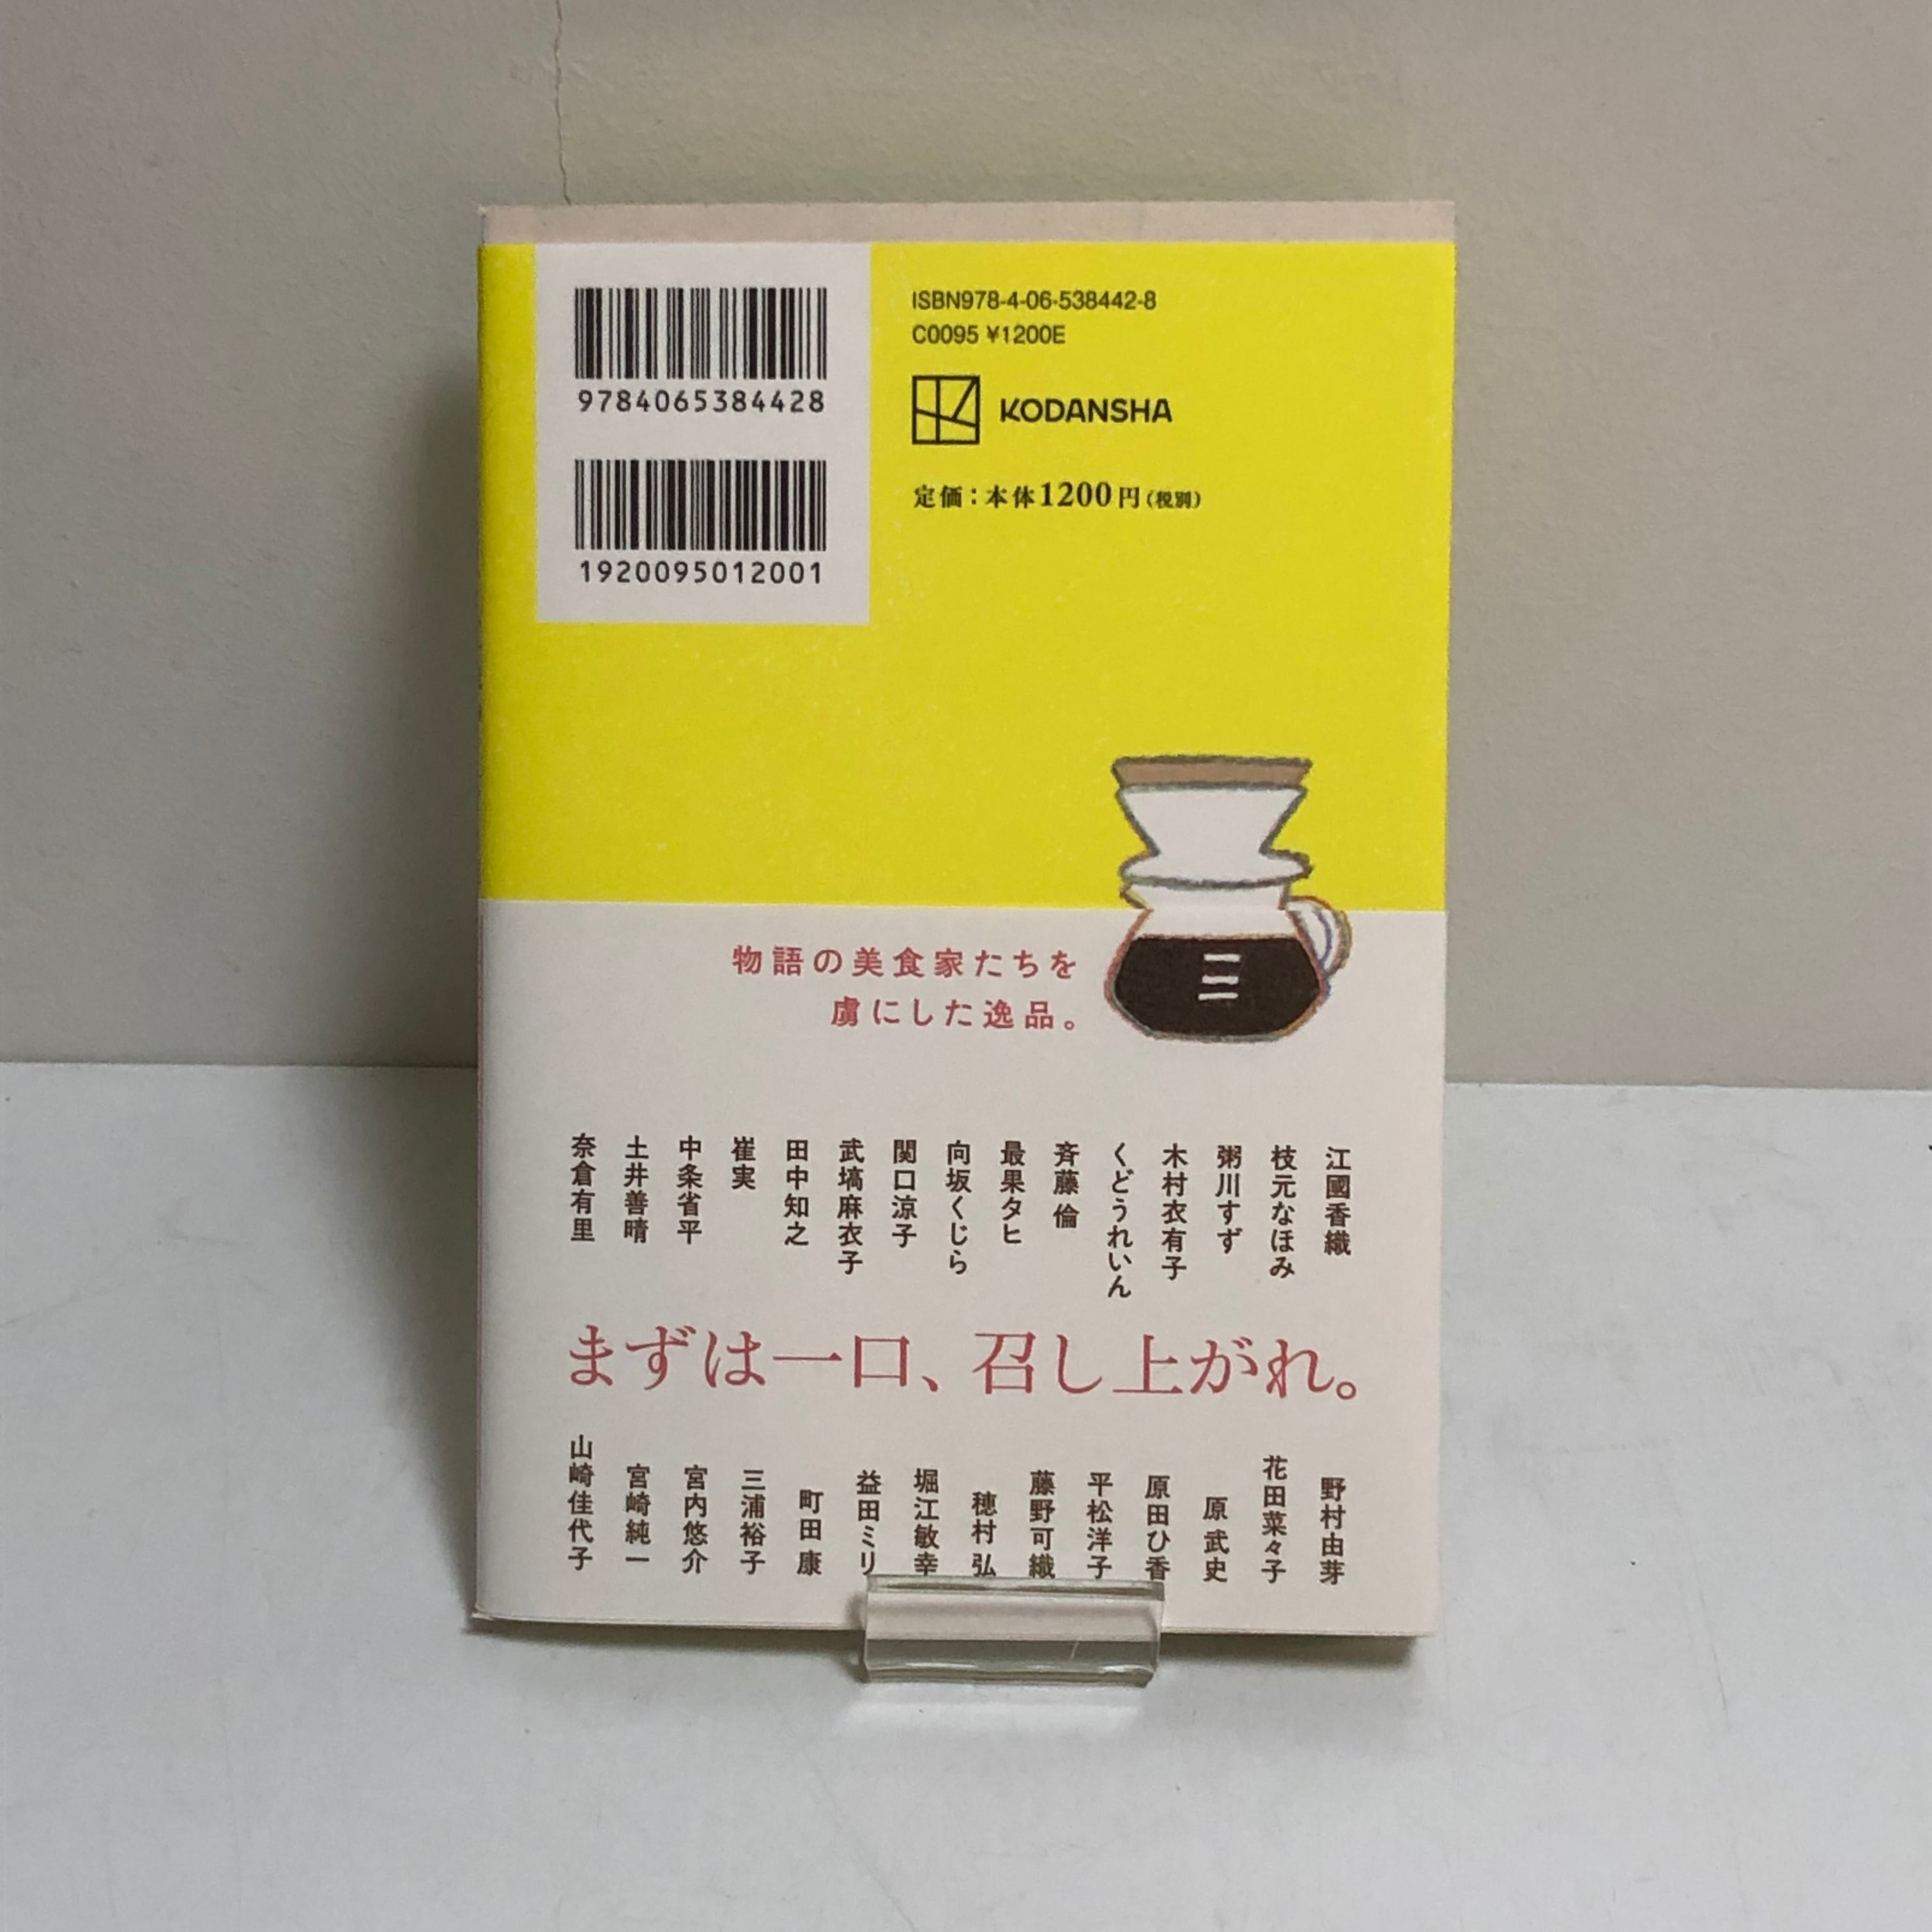 9784065384428
1920095012001
ISBN978-4-06-538442-8
C0095 ¥1200E
KODANSHA
定価：本体1200円（税別）
物語の美食家たちを
虜にした逸品。
江國香織
枝元なほみ
粥川すず
木村衣有子
くどうれいん
斉藤 倫
最果タヒ
向坂くじら
関口涼子
武塙麻衣子
田中知之
崔実
中条省平
土井善晴
奈倉有里
まずは一口、召し上がれ。
野村由芽
花田菜々子
原 武史
原田ひ香
平松洋子
藤野可織
穂村 弘
堀江敏幸
益田ミリ
町田 康
三浦裕子
宮内悠介
宮崎純一
山崎佳代子